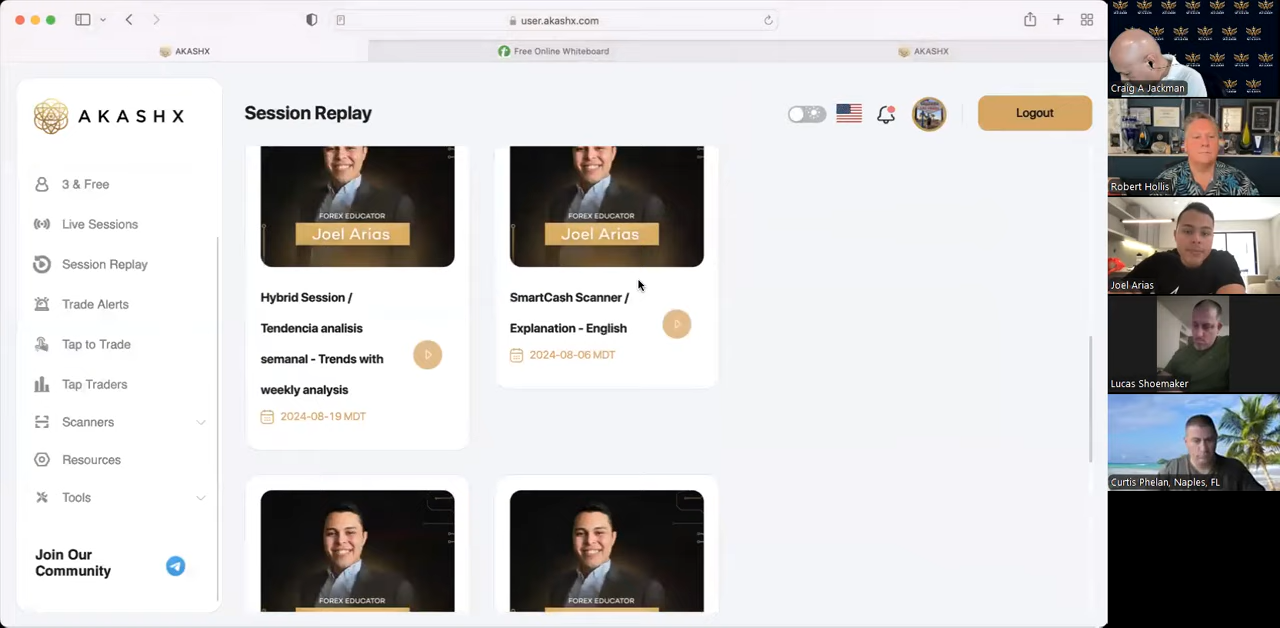 user.akashx.com
AKASHX
Free Online Whiteboard
AKASHX
AKASHX
Session Replay
Logout
3 & Free
Live Sessions
Session Replay
Trade Alerts
Tap to Trade
Tap Traders
Scanners
Resources
Tools
Join Our
Community
FOREX EDUCATOR
Joel Arias
Hybrid Session /
Tendencia analisis
semanal - Trends with
weekly analysis
2024-08-19 MDT
FOREX EDUCATOR
Joel Arias
SmartCash Scanner /
Explanation - English
2024-08-06 MDT
FOREX EDUCATOR
FOREX EDUCATOR
Craig A Jackman
Robert Hollis
Joel Arias
Lucas Shoemaker
Curtis Phelan, Naples, FL